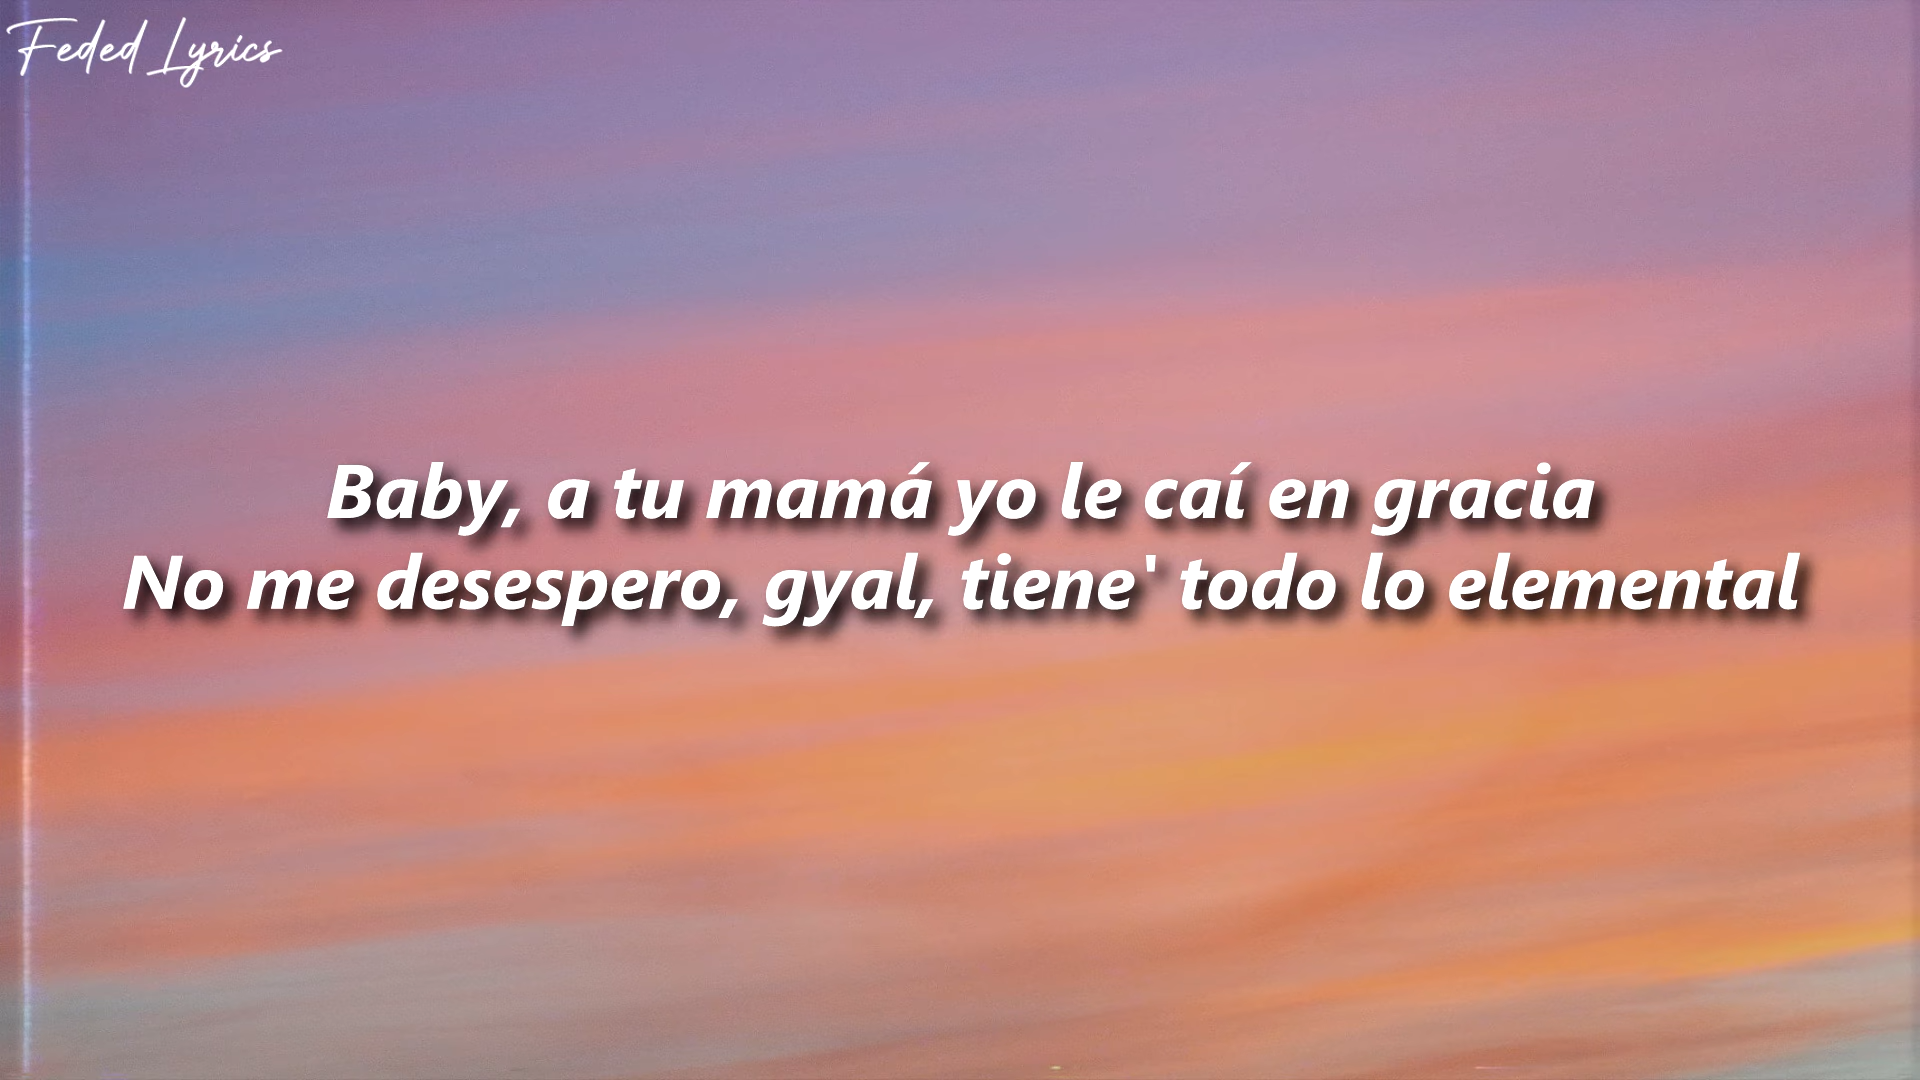 Feded Lyrics
Baby, a tu mamá yo le caí en gracia
No me desespero, gyal, tiene' todo lo elemental